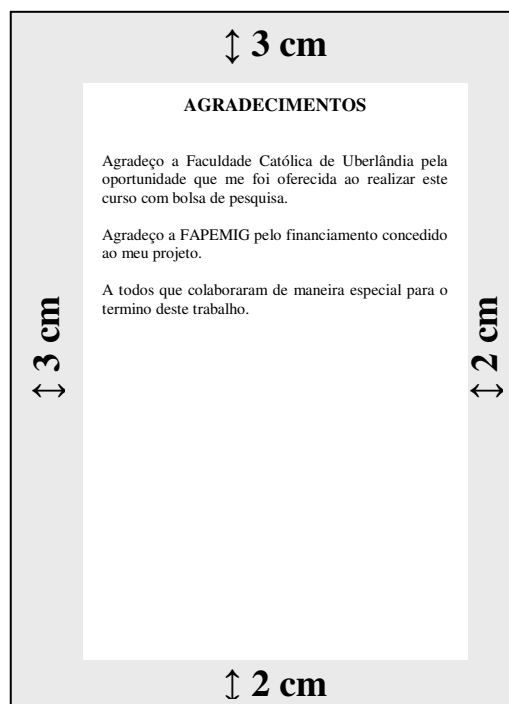 ↕ 3 cm
AGRADECIMENTOS
Agradeço a Faculdade Católica de Uberlândia pela
oportunidade que me foi oferecida ao realizar este
curso com bolsa de pesquisa.
Agradeço a FAPEMIG pelo financiamento concedido
ao meu projeto.
A todos que colaboraram de maneira especial para o
termino deste trabalho.
↕ 3 cm
↕ 2 cm
↕ 2 cm